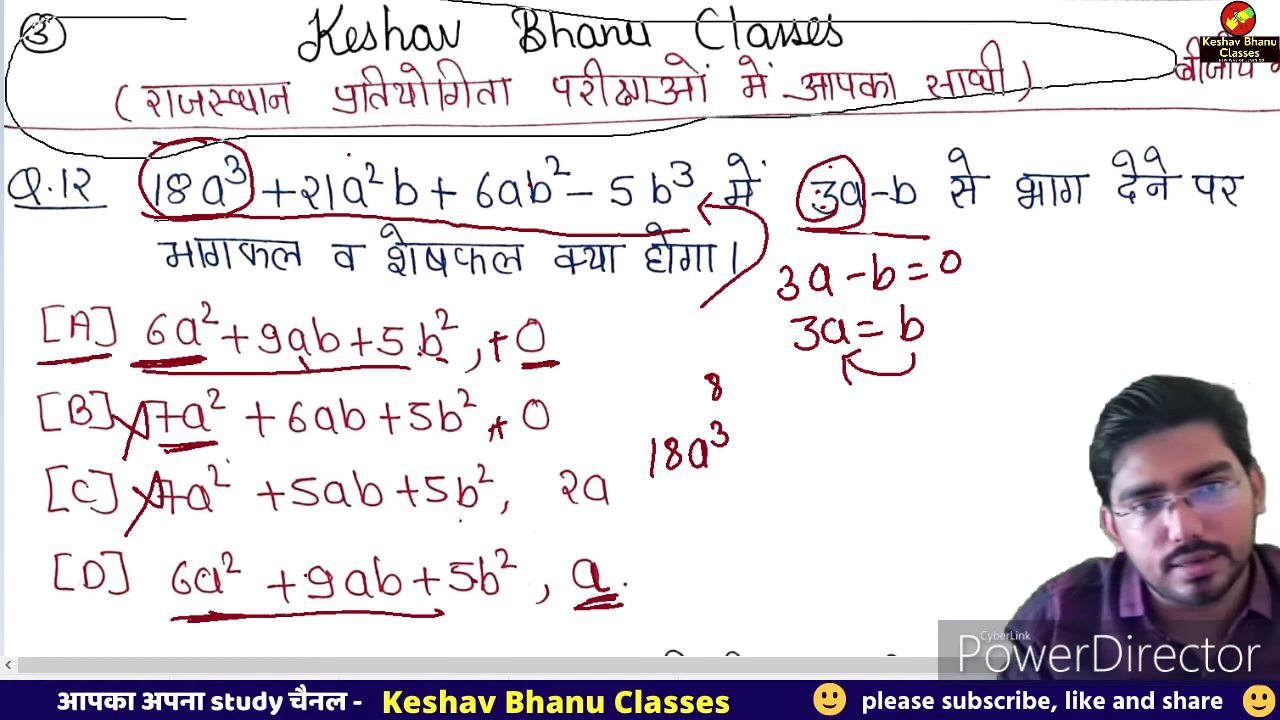 ③ Keshav Bhanu Classes
Keshav Bhanu
Classes
(राजस्थान प्रतियोगिता परीक्षाओं में आपका साथी)
Q.12 18a³ + 21a²b + 6ab² - 5b³ में 3a-b से भाग देने पर
भागफल व शेषफल क्या होगा।
3a-b=0
3a=b
[A] 6a² + 9ab + 5b², + 0
[B] 7a² + 6ab + 5b², 0
[C] 7a² + 5ab + 5b², 2a
8
18a³
[D] 6a² + 9ab + 5b², a.
CyberLink
PowerDirector
आपका अपना study चैनल - Keshav Bhanu Classes please subscribe, like and share